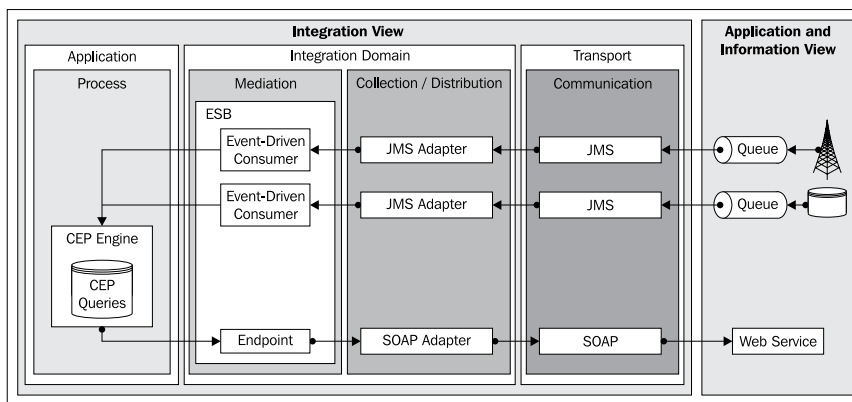 Integration View
Application and
Information View
Application
Integration Domain
Transport
Process
Mediation
Collection / Distribution
Communication
ESB
Event-Driven
Consumer
JMS Adapter
JMS
Queue
Event-Driven
Consumer
JMS Adapter
JMS
Queue
CEP Engine
CEP
Queries
Endpoint
SOAP Adapter
SOAP
Web Service